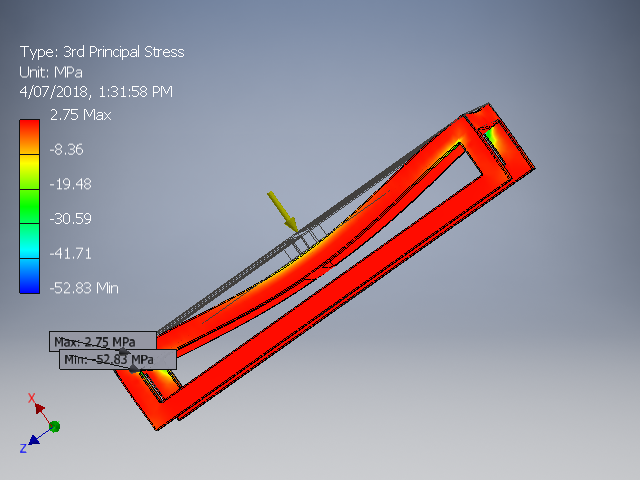 Type: 3rd Principal Stress
Unit: MPa
4/07/2018, 1:31:58 PM
2.75 Max
-8.36
-19.48
-30.59
-41.71
-52.83 Min
Max: 2.75 MPa
Min: -52.83 MPa
X
Z